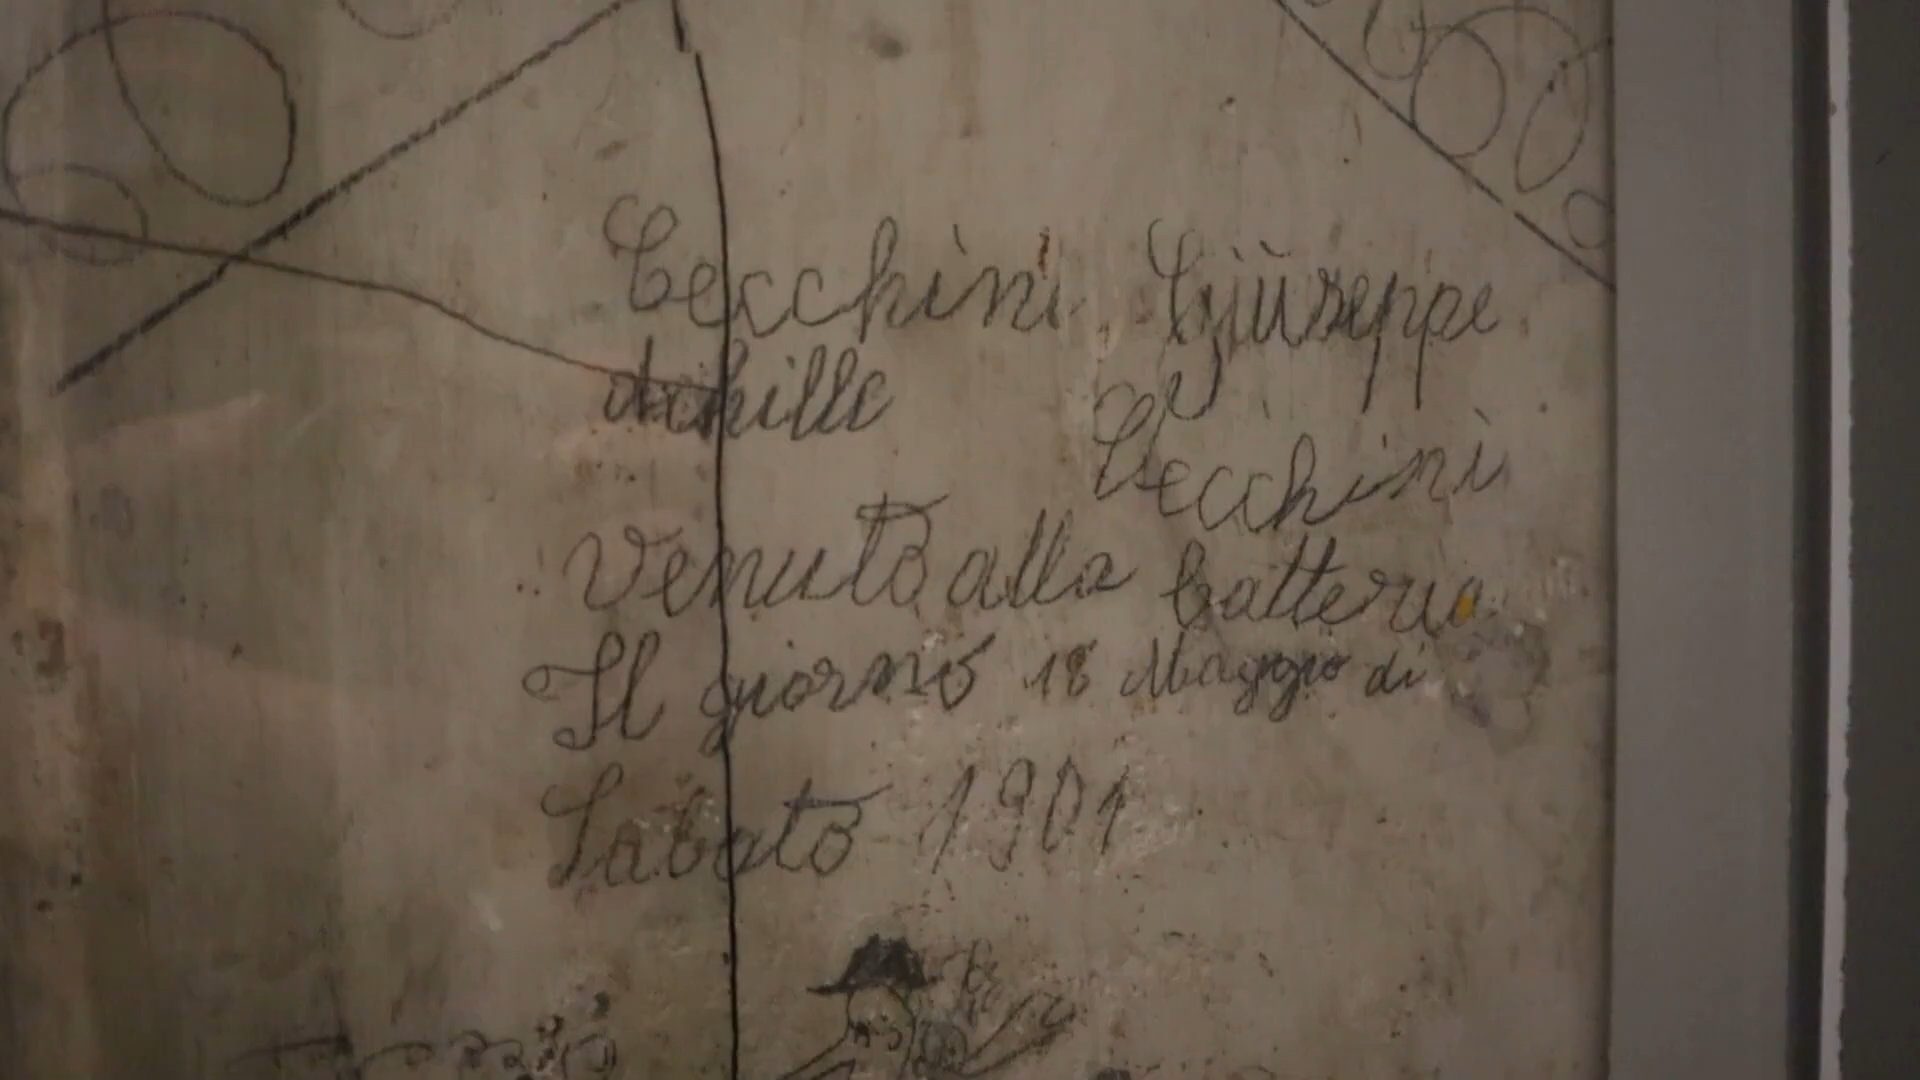 Cecchini Giuseppe
Achille
Cecchini
Venuto alla batteria
Il giorno 18 Maggio di
Sabato 1901